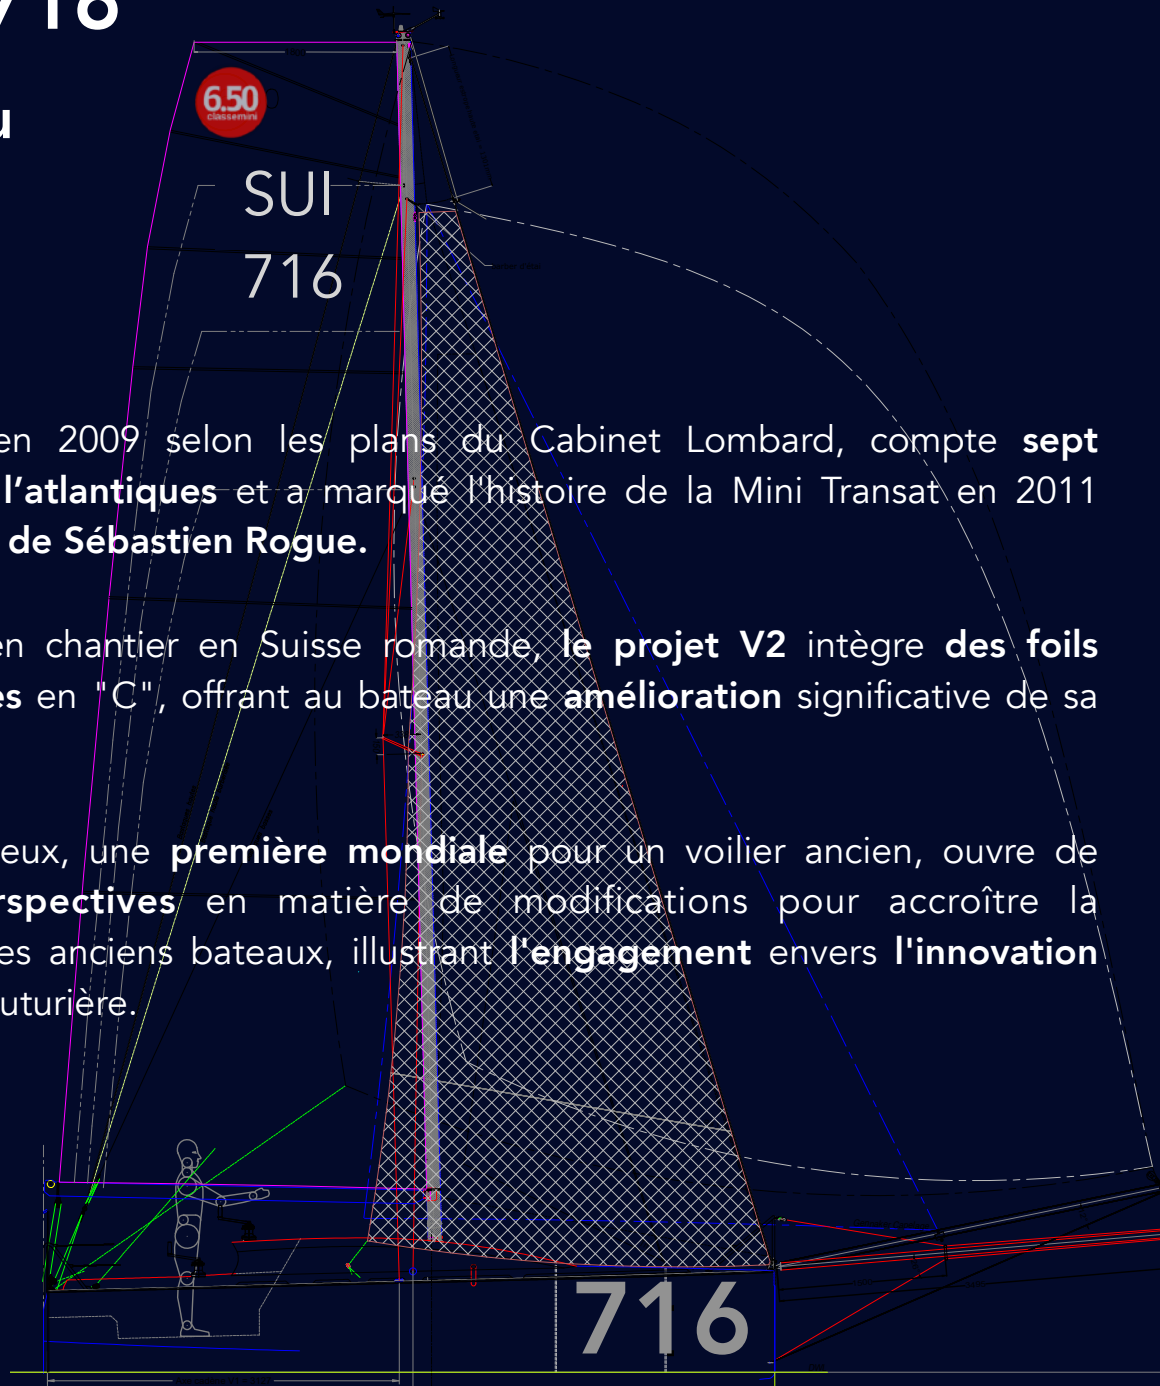 716
u
6.50
classemini
SUI
716
en 2009 selon les plans du Cabinet Lombard, compte sept
l’atlantiques et a marqué l'histoire de la Mini Transat en 2011
de Sébastien Rogue.
en chantier en Suisse romande, le projet V2 intègre des foils
es en "C", offrant au bateau une amélioration significative de sa
eux, une première mondiale pour un voilier ancien, ouvre de
rspectives en matière de modifications pour accroître la
es anciens bateaux, illustrant l'engagement envers l'innovation
uturière.
716